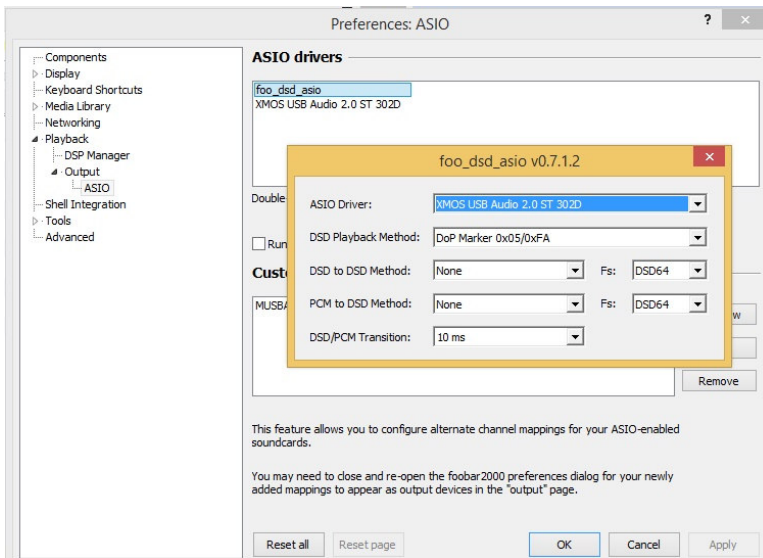 Preferences: ASIO
?
Components
Display
Keyboard Shortcuts
Media Library
Networking
Playback
DSP Manager
Output
ASIO
Shell Integration
Tools
Advanced
ASIO drivers
foo_dsd_asio
XMOS USB Audio 2.0 ST 302D
Double-
Run
Cust
MUSBA
foo_dsd_asio v0.7.1.2
ASIO Driver: XMOS USB Audio 2.0 ST 302D
DSD Playback Method: DoP Marker 0x05/0xFA
DSD to DSD Method: None Fs: DSD64
PCM to DSD Method: None Fs: DSD64
DSD/PCM Transition: 10 ms
w
Remove
This feature allows you to configure alternate channel mappings for your ASIO-enabled
soundcards.
You may need to close and re-open the foobar2000 preferences dialog for your newly
added mappings to appear as output devices in the "output" page.
Reset all Reset page OK Cancel Apply